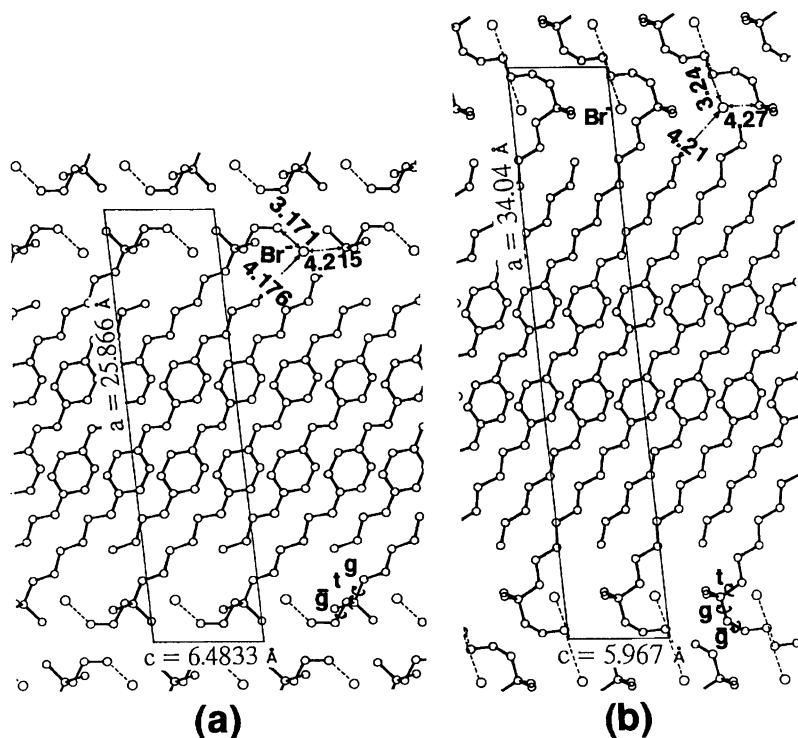 a = 25.866 Å
Br⁻
3.171
4.215
4.176
g
t
g̅
c = 6.4833 Å
(a)
a = 34.04 Å
Br⁻
3.24
4.27
4.21
t
g
g̅
c = 5.967 Å
(b)